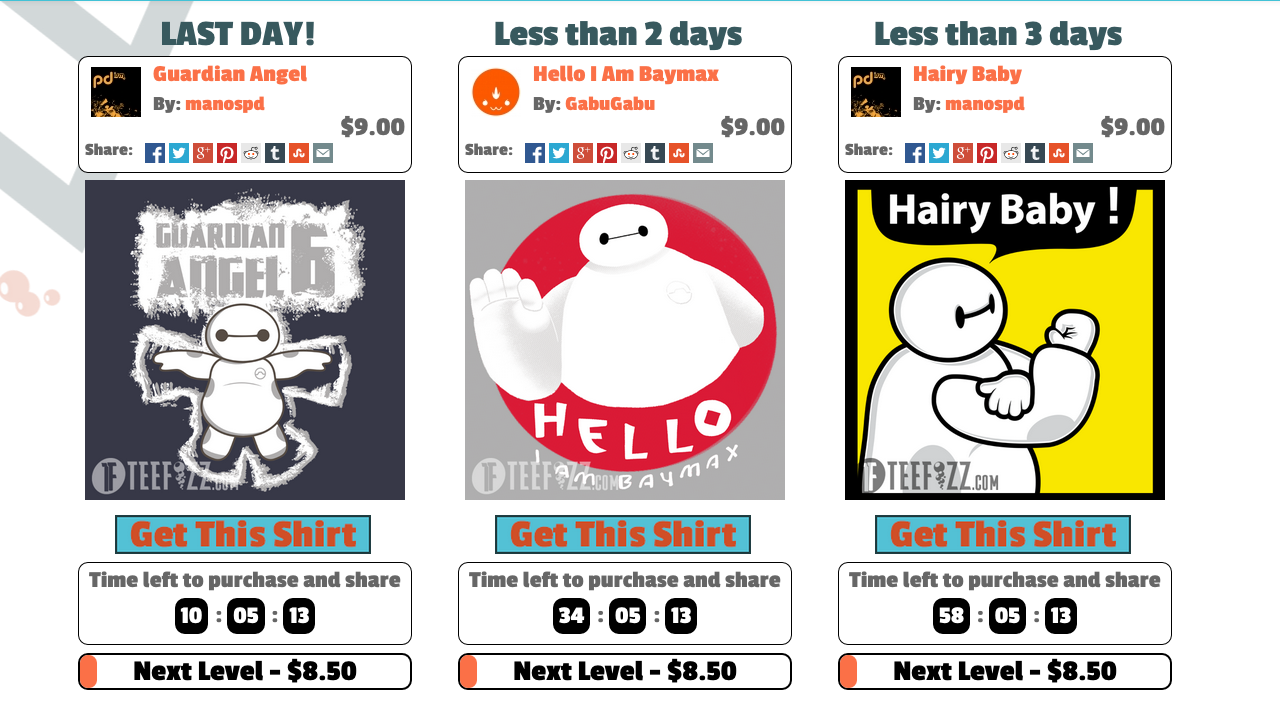 LAST DAY!
Guardian Angel
By: manospd
$9.00
Share:
GUARDIAN
ANGEL 6
TEEFIZZ.COM
Get This Shirt
Time left to purchase and share
10 : 05 : 13
Next Level - $8.50
Less than 2 days
Hello I Am Baymax
By: GabuGabu
$9.00
Share:
HELLO
I AM BAYMAX
TEEFIZZ.COM
Get This Shirt
Time left to purchase and share
34 : 05 : 13
Next Level - $8.50
Less than 3 days
Hairy Baby
By: manospd
$9.00
Share:
Hairy Baby !
TEEFIZZ.COM
Get This Shirt
Time left to purchase and share
58 : 05 : 13
Next Level - $8.50